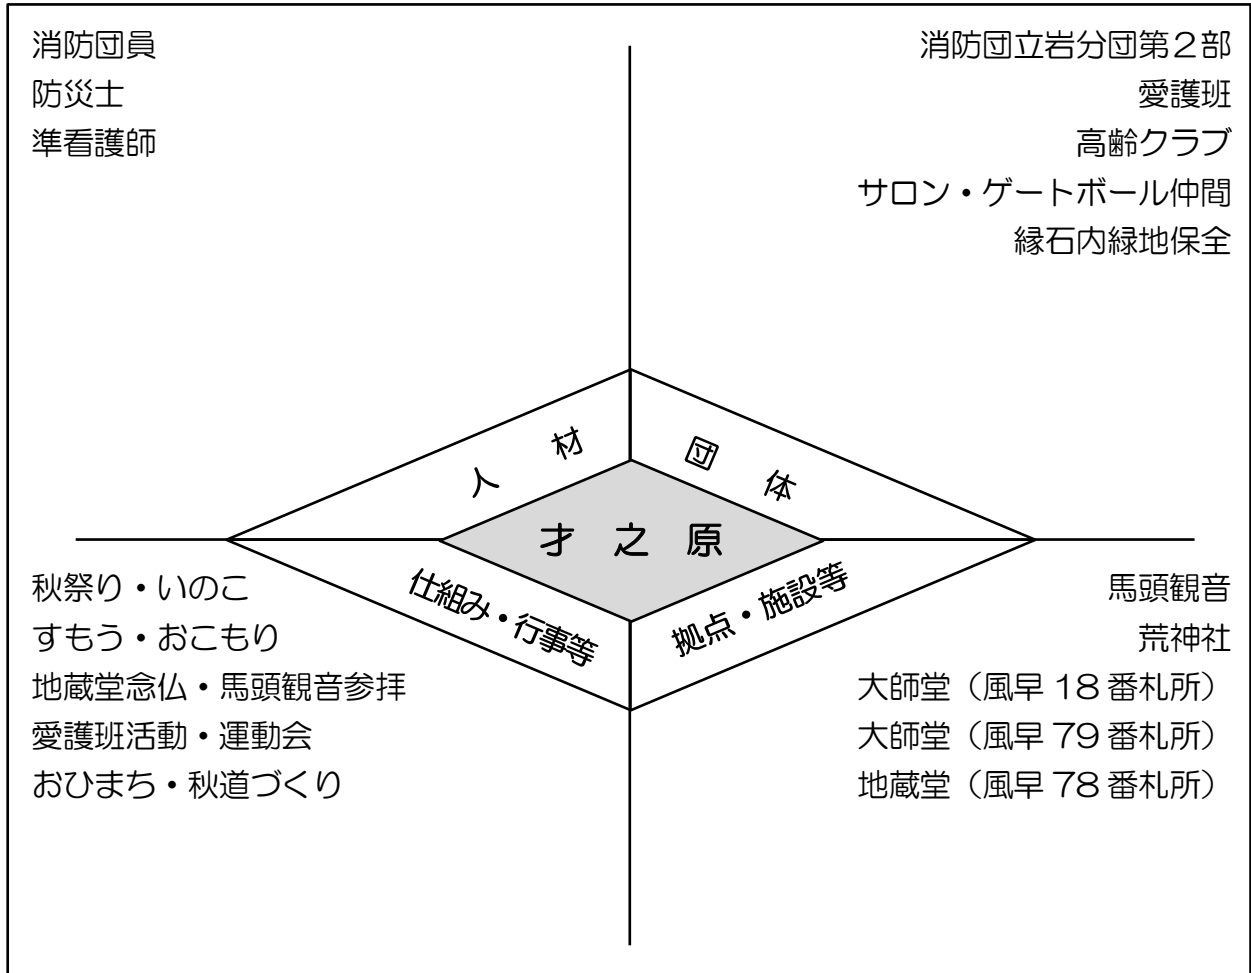 消防団員
防災士
準看護師
消防団立岩分団第2部
愛護班
高齢クラブ
サロン・ゲートボール仲間
縁石内緑地保全
人材
団体
才之原
仕組み・行事等
拠点・施設等
秋祭り・いのこ
すもう・おこもり
地蔵堂念仏・馬頭観音参拝
愛護班活動・運動会
おひまち・秋道づくり
馬頭観音
荒神社
大師堂（風早 18 番札所）
大師堂（風早 79 番札所）
地蔵堂（風早 78 番札所）